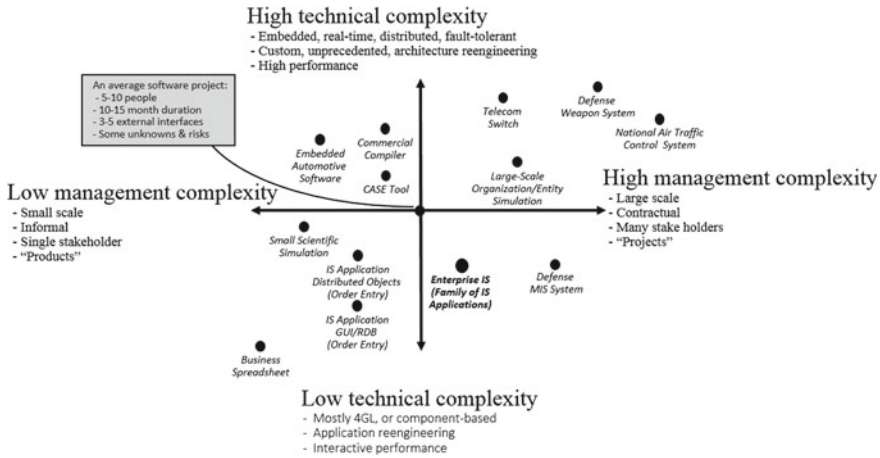 High technical complexity
- Embedded, real-time, distributed, fault-tolerant
- Custom, unprecedented, architecture reengineering
- High performance
An average software project:
- 5-10 people
- 10-15 month duration
- 3-5 external interfaces
- Some unknowns & risks
Embedded
Automotive
Software
Commercial
Compiler
CASE Tool
Telecom
Switch
Defense
Weapon System
National Air Traffic
Control System
Large-Scale
Organization/Entity
Simulation
Low management complexity
- Small scale
- Informal
- Single stakeholder
- “Products”
High management complexity
- Large scale
- Contractual
- Many stake holders
- “Projects”
Small Scientific
Simulation
IS Application
Distributed Objects
(Order Entry)
IS Application
GUI/RDB
(Order Entry)
Business
Spreadsheet
Enterprise IS
(Family of IS
Applications)
Defense
MIS System
Low technical complexity
- Mostly 4GL, or component-based
- Application reengineering
- Interactive performance